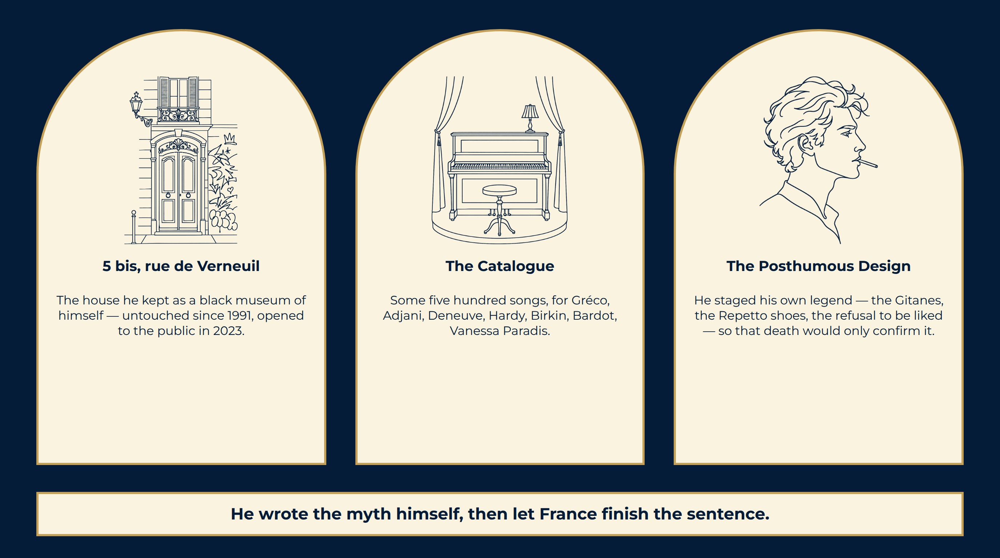 5 bis, rue de Verneuil
The house he kept as a black museum of
himself — untouched since 1991, opened
to the public in 2023.
The Catalogue
Some five hundred songs, for Gréco,
Adjani, Deneuve, Hardy, Birkin, Bardot,
Vanessa Paradis.
The Posthumous Design
He staged his own legend — the Gitanes,
the Repetto shoes, the refusal to be liked
— so that death would only confirm it.
He wrote the myth himself, then let France finish the sentence.